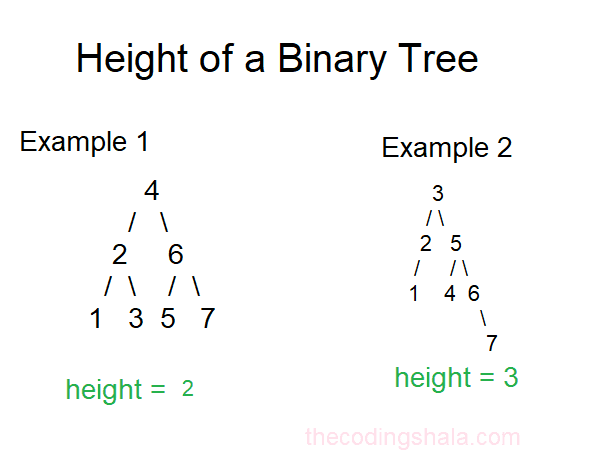 Height of a Binary Tree
Example 1
4
/ \
2 6
/ \ / \
1 3 5 7
height = 2
Example 2
3
/ \
2 5
/ / \
1 4 6
\
7
height = 3
thecodingshala.com